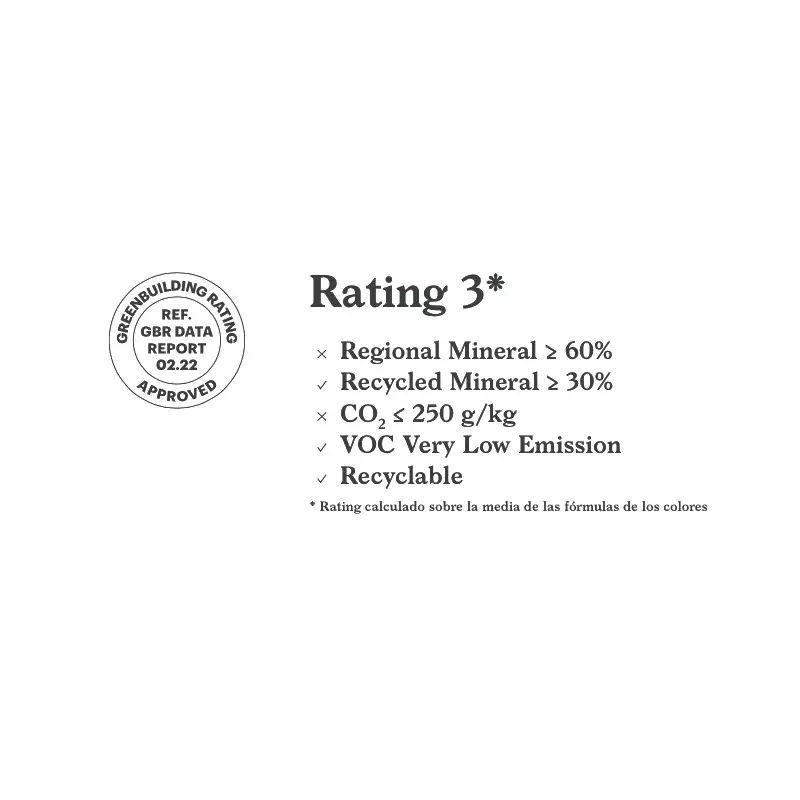 GREENBUILDING RATING
REF.
GBR DATA
REPORT
02.22
APPROVED
Rating 3*
× Regional Mineral ≥ 60%
✓ Recycled Mineral ≥ 30%
× CO₂ ≤ 250 g/kg
✓ VOC Very Low Emission
✓ Recyclable
* Rating calculado sobre la media de las fórmulas de los colores